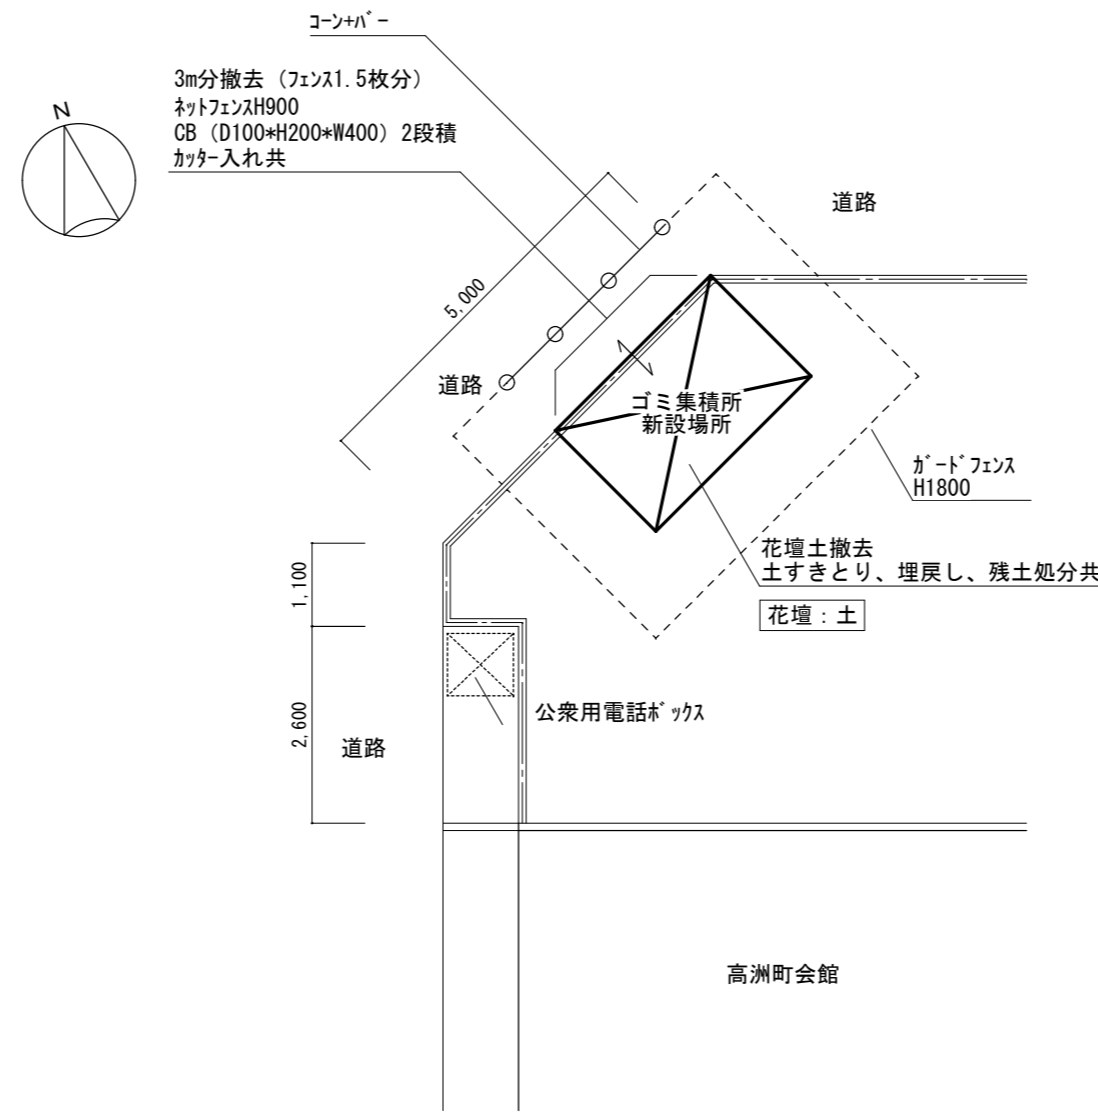 ｺｰﾝ+ﾊﾞｰ
3m分撤去（ﾌｪﾝｽ1.5枚分）
ﾈｯﾄﾌｪﾝｽH900
CB（D100*H200*W400）2段積
ｶｯﾀｰ入れ共
N
道路
5,000
道路
ゴミ集積所
新設場所
ｶﾞｰﾄﾞﾌｪﾝｽ
H1800
花壇土撤去
土すきとり、埋戻し、残土処分共
花壇：土
1,100
2,600
公衆用電話ﾎﾞｯｸｽ
道路
高洲町会館